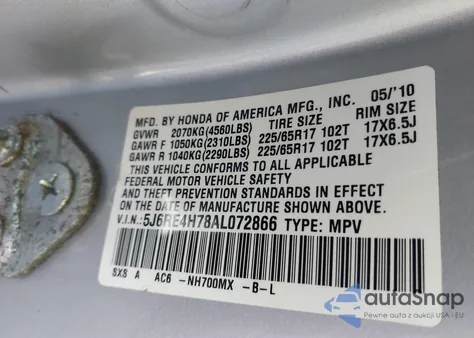 MFD. BY HONDA OF AMERICA MFG., INC. 05/'10
GVWR 2070KG(4560LBS) TIRE SIZE RIM SIZE
GAWR F 1050KG(2310LBS) 225/65R17 102T 17X6.5J
GAWR R 1040KG(2290LBS) 225/65R17 102T 17X6.5J
THIS VEHICLE CONFORMS TO ALL APPLICABLE
FEDERAL MOTOR VEHICLE SAFETY
AND THEFT PREVENTION STANDARDS IN EFFECT
ON THE DATE OF MANUFACTURE SHOWN ABOVE.
V.I.N.: 5J6RE4H78AL072866 TYPE: MPV
SXS A AC6 -NH700MX -B-L
autaSnap
Pewne auta z aukcji USA i EU